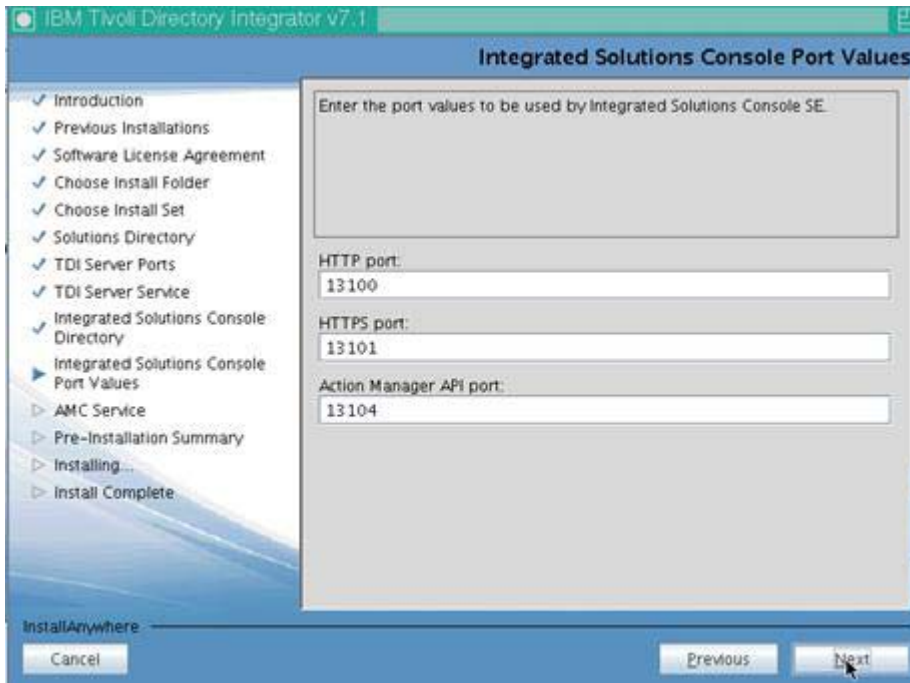 IBM Tivoli Directory Integrator v7.1
Integrated Solutions Console Port Values
Introduction
Previous Installations
Software License Agreement
Choose Install Folder
Choose Install Set
Solutions Directory
TDI Server Ports
TDI Server Service
Integrated Solutions Console
Directory
Integrated Solutions Console
Port Values
AMC Service
Pre-Installation Summary
Installing...
Install Complete
Enter the port values to be used by Integrated Solutions Console SE.
HTTP port:
13100
HTTPS port:
13101
Action Manager API port:
13104
InstallAnywhere
Cancel
Previous
Next